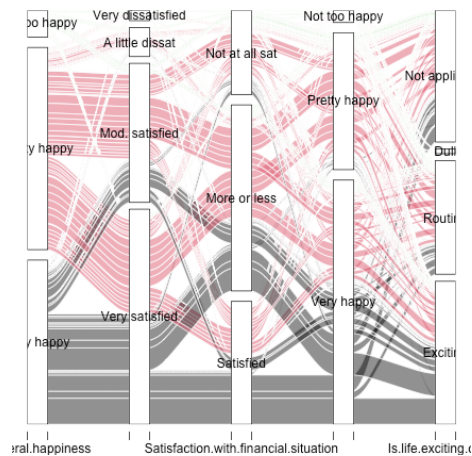 oo happy
Very dissatisfied
Not too happy
A little dissat
Not at all sat
Not appli
Pretty happy
ty happy
Mod. satisfied
Dull
More or less
Routin
Very happy
Very satisfied
y happy
Satisfied
Exciti
eral.happiness
Satisfaction.with.financial.situation
Is.life.exciting.o